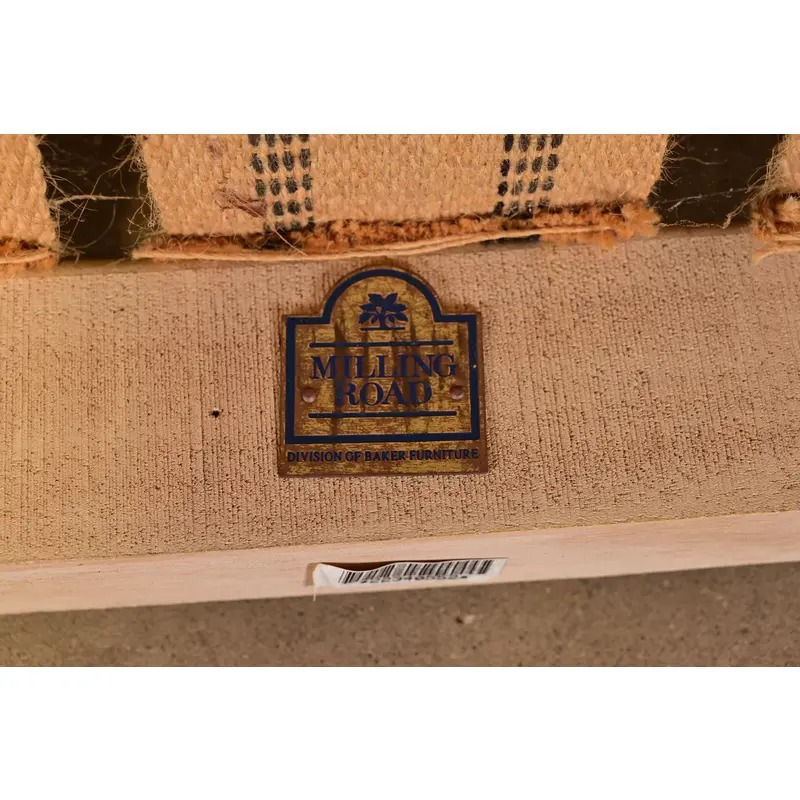 MILLING
ROAD
DIVISION OF BAKER FURNITURE